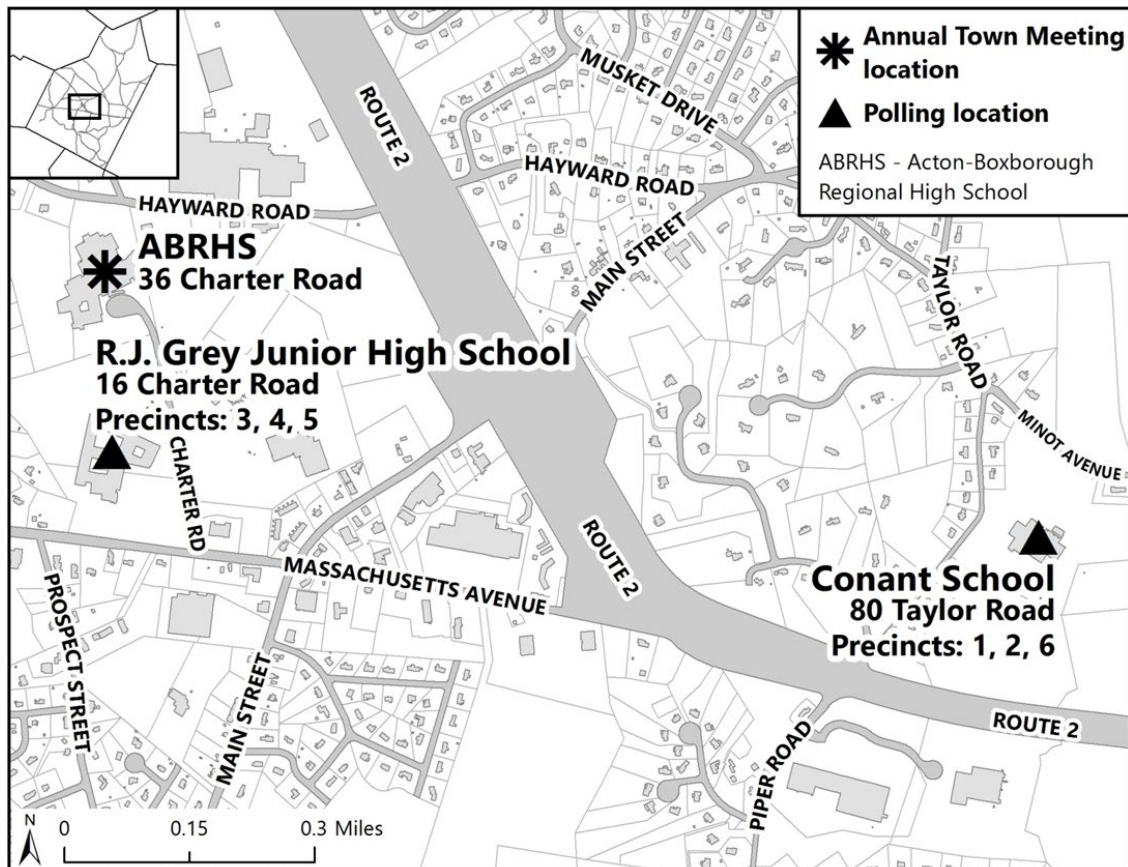 Annual Town Meeting
location
Polling location
ABRHS - Acton-Boxborough
Regional High School
MUSKET DRIVE
ROUTE 2
HAYWARD ROAD
HAYWARD ROAD
MAIN STREET
ABRHS
36 Charter Road
TAYLOR ROAD
R.J. Grey Junior High School
16 Charter Road
Precincts: 3, 4, 5
CHARTER RD
MINOT AVENUE
MASSACHUSETTS AVENUE
ROUTE 2
Conant School
80 Taylor Road
Precincts: 1, 2, 6
PROSPECT STREET
MAIN STREET
ROUTE 2
PIPER ROAD
N
0 0.15 0.3 Miles